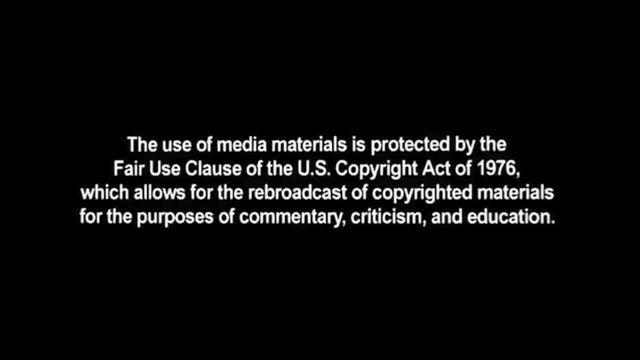 The use of media materials is protected by the
Fair Use Clause of the U.S. Copyright Act of 1976,
which allows for the rebroadcast of copyrighted materials
for the purposes of commentary, criticism, and education.